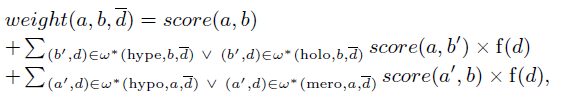 weight(a, b, d̅) = score(a, b)
+ ∑_{(b′,d)∈ω*(hype,b,d̅) ∨ (b′,d)∈ω*(holo,b,d̅)} score(a, b′) × f(d)
+ ∑_{(a′,d)∈ω*(hypo,a,d̅) ∨ (a′,d)∈ω*(mero,a,d̅)} score(a′, b) × f(d),